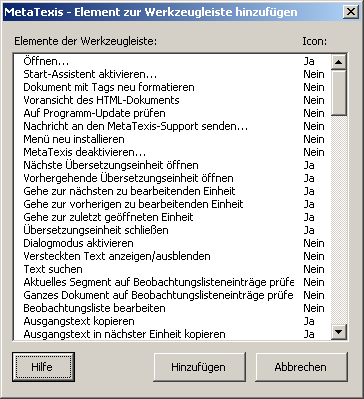 MetaTexis - Element zur Werkzeugleiste hinzufügen
Elemente der Werkzeugleiste: Icon:
Öffnen... Ja
Start-Assistent aktivieren... Nein
Dokument mit Tags neu formatieren Nein
Voransicht des HTML-Dokuments Nein
Auf Programm-Update prüfen Nein
Nachricht an den MetaTexis-Support senden... Nein
Menü neu installieren Nein
MetaTexis deaktivieren... Nein
Nächste Übersetzungseinheit öffnen Ja
Vorhergehende Übersetzungseinheit öffnen Ja
Gehe zur nächsten zu bearbeitenden Einheit Ja
Gehe zur vorherigen zu bearbeitenden Einheit Ja
Gehe zur zuletzt geöffneten Einheit Ja
Übersetzungseinheit schließen Ja
Dialogmodus aktivieren Nein
Versteckten Text anzeigen/ausblenden Nein
Text suchen Nein
Aktuelles Segment auf Beobachtungslisteneinträge prüfe Nein
Ganzes Dokument auf Beobachtungslisteneinträge prüfe Nein
Beobachtungsliste bearbeiten Nein
Ausgangstext kopieren Ja
Ausgangstext in nächster Einheit kopieren Ja
Hilfe Hinzufügen Abbrechen